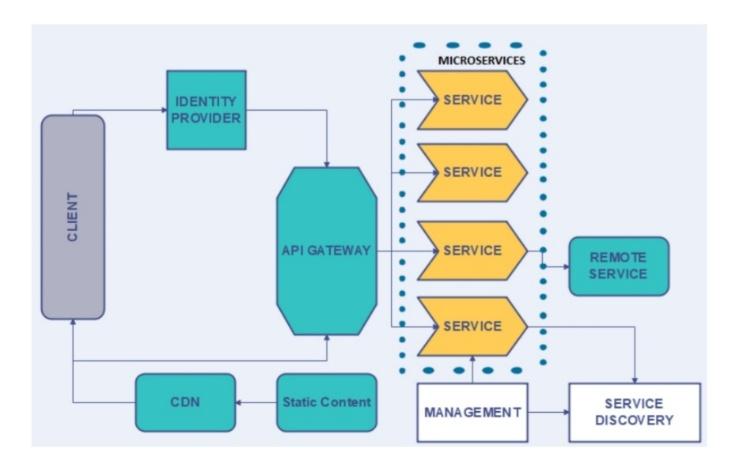 MICROSERVICES
IDENTITY
PROVIDER
SERVICE
CLIENT
SERVICE
API GATEWAY
SERVICE
REMOTE
SERVICE
SERVICE
CDN
Static Content
MANAGEMENT
SERVICE
DISCOVERY